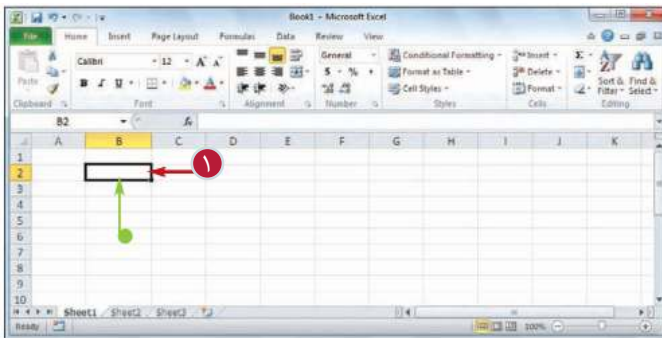 Book1 - Microsoft Excel
File Home Insert Page Layout Formulas Data Review View
Calibri 12 A A General Conditional Formatting Insert Σ
Paste B I U A $ % , Format as Table Delete Sort & Find &
Cell Styles Format Filter Select
Clipboard Font Alignment Number Styles Cells Editing
B2 fx
A B C D E F G H I J K
1
2
١
3
4
5
6
7
8
9
10
Sheet1 Sheet2 Sheet3
Ready 100%